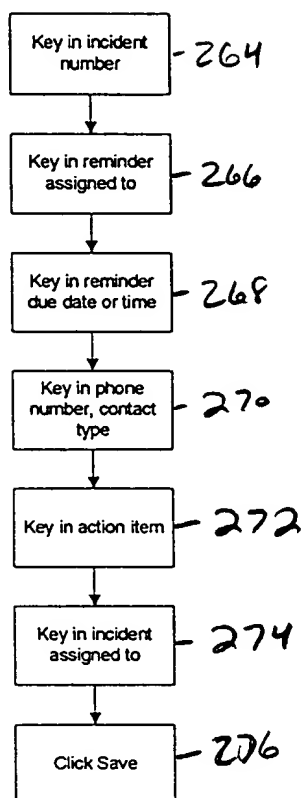 Key in incident
number
264
Key in reminder
assigned to
266
Key in reminder
due date or time
268
Key in phone
number, contact
type
270
Key in action item
272
Key in incident
assigned to
274
Click Save
276